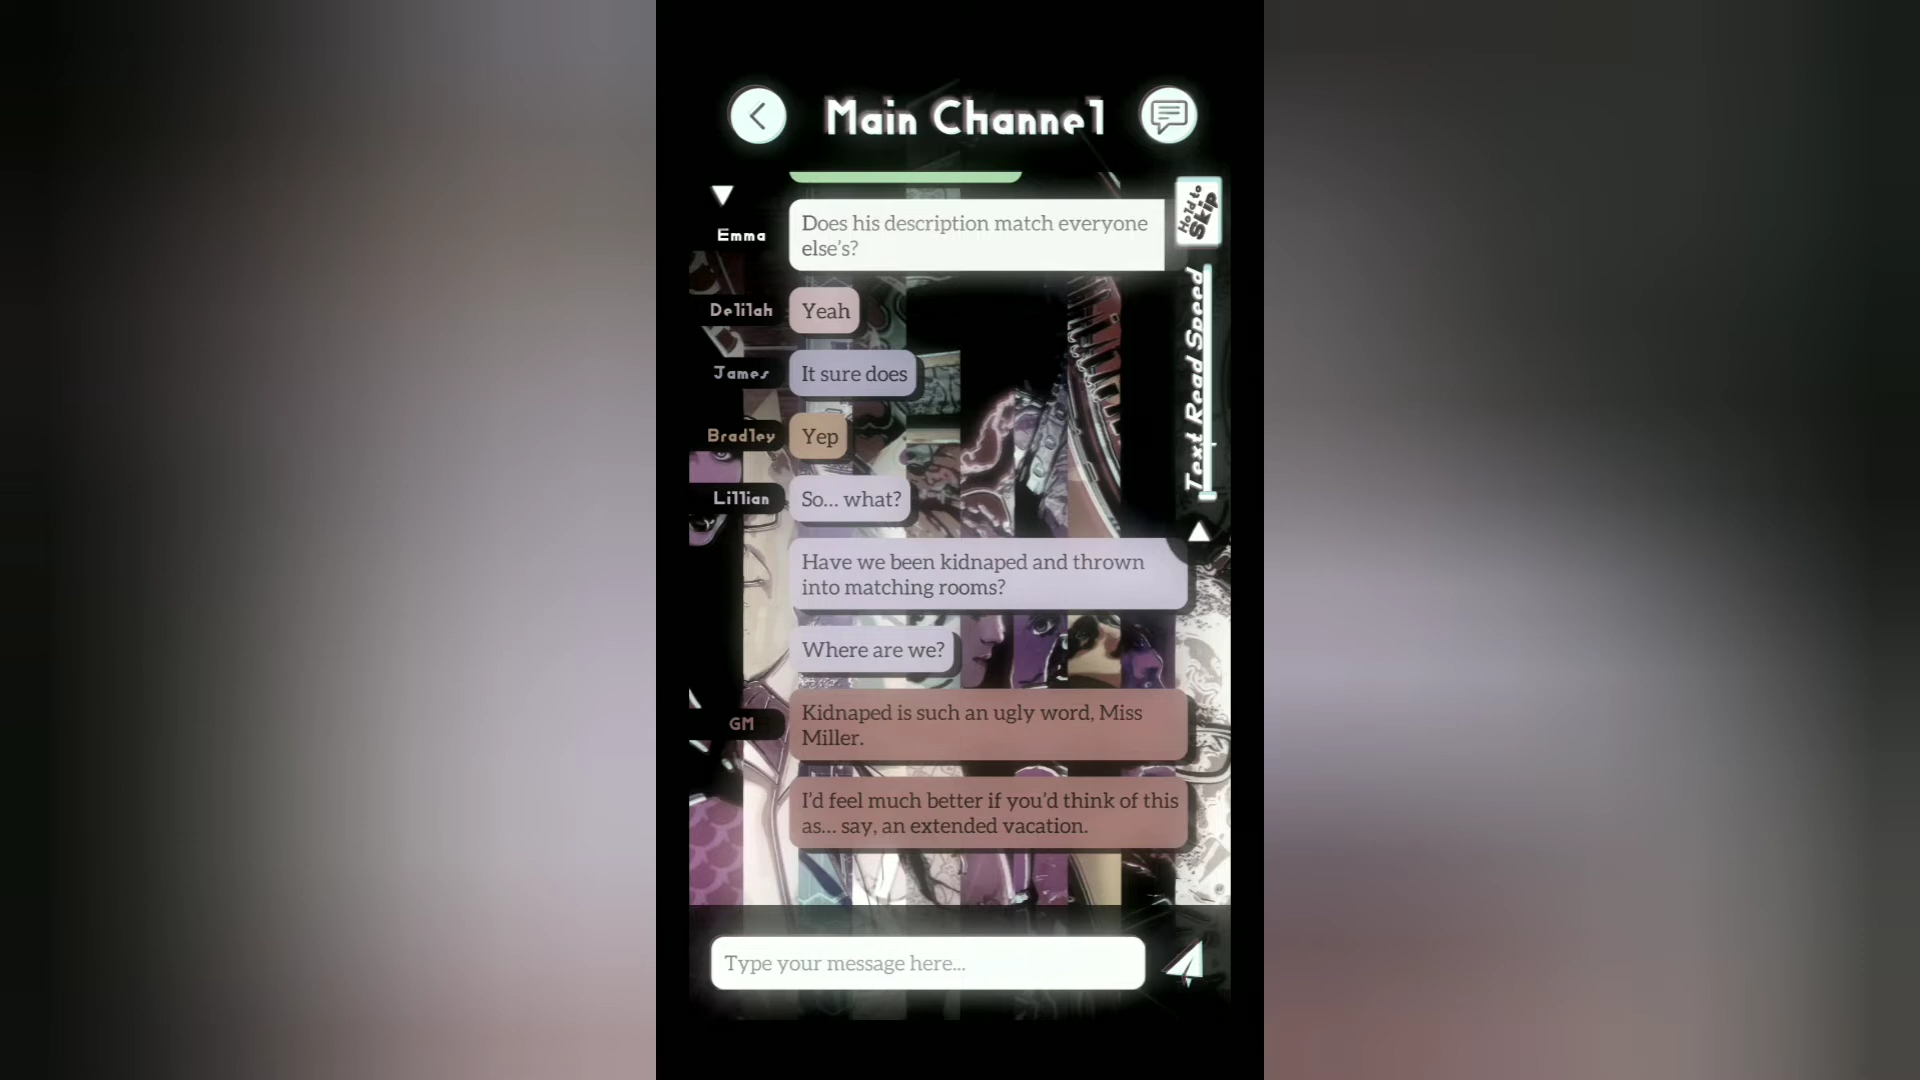 Main Channel
Hold to
Skip
Emma
Does his description match everyone
else's?
Text Read Speed
Delilah
Yeah
James
It sure does
Bradley
Yep
Lillian
So... what?
Have we been kidnaped and thrown
into matching rooms?
Where are we?
GM
Kidnaped is such an ugly word, Miss
Miller.
I'd feel much better if you'd think of this
as... say, an extended vacation.
Type your message here...